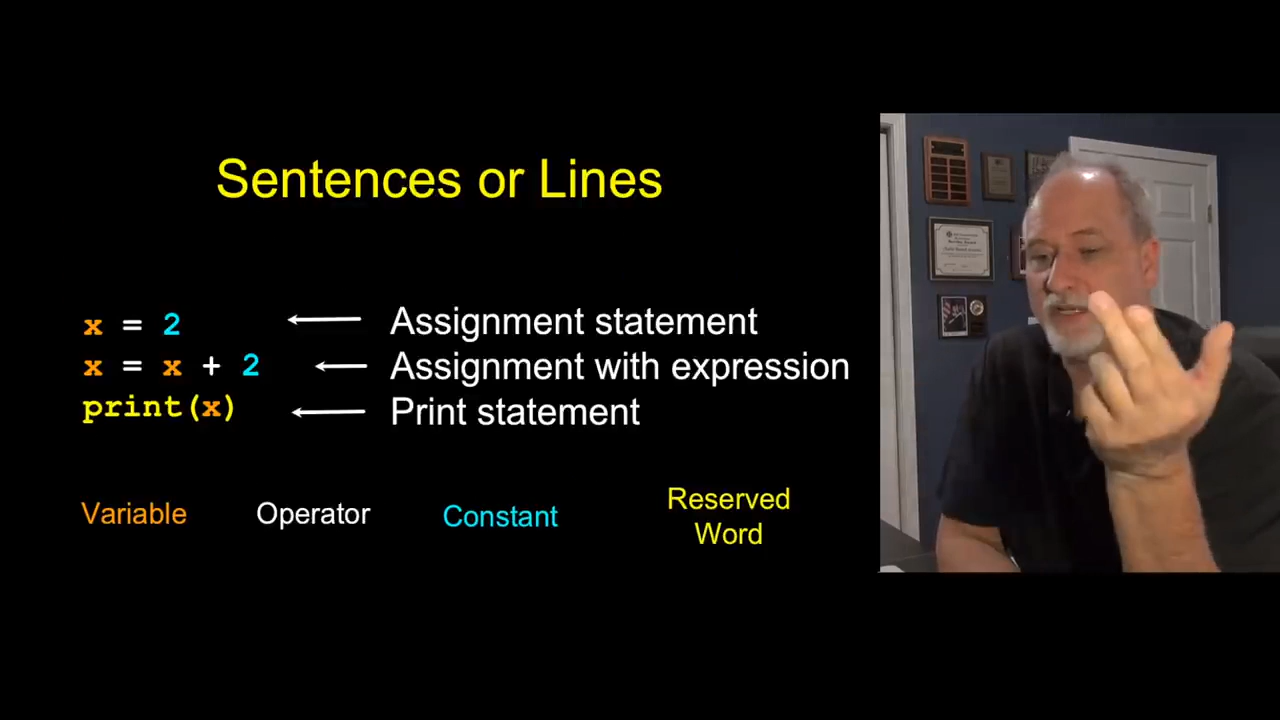 Sentences or Lines
x = 2
Assignment statement
x = x + 2
Assignment with expression
print(x)
Print statement
Variable
Operator
Constant
Reserved
Word